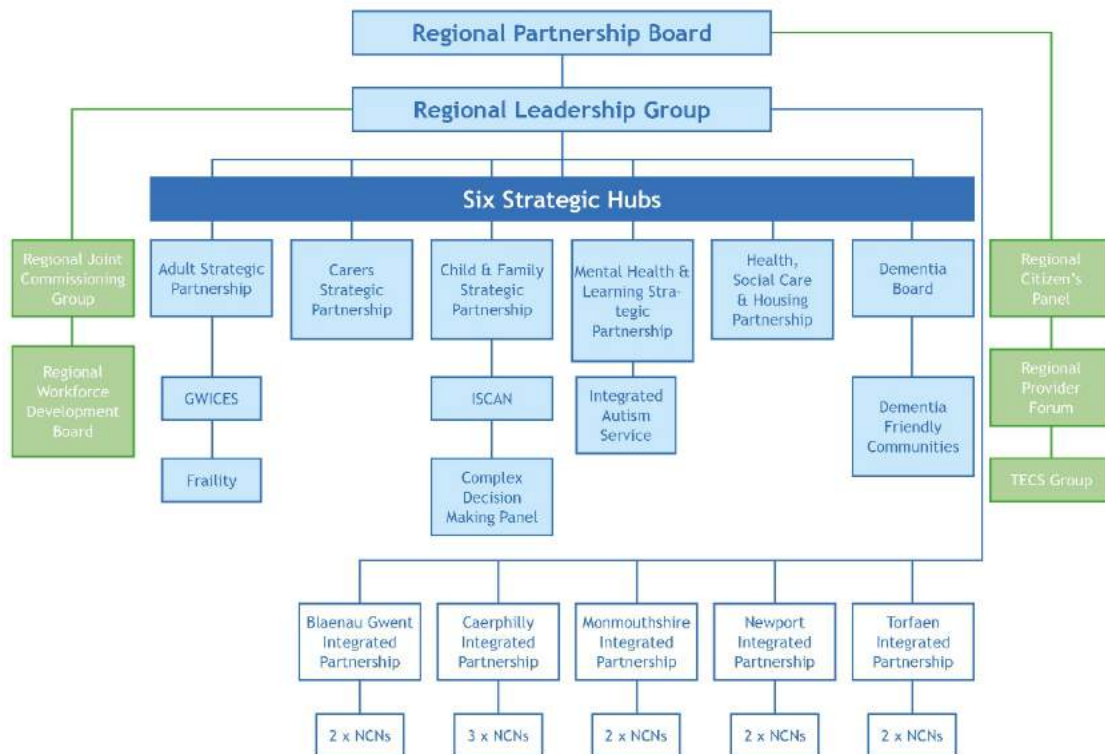 Regional Partnership Board
Regional Leadership Group
Six Strategic Hubs
Regional Joint
Commissioning
Group
Adult Strategic
Partnership
Carers
Strategic
Partnership
Child & Family
Strategic
Partnership
Mental Health &
Learning Stra-
tegic
Partnership
Health,
Social Care
& Housing
Partnership
Dementia
Board
Regional
Citizen's
Panel
Regional
Workforce
Development
Board
GWICES
ISCAN
Integrated
Autism
Service
Dementia
Friendly
Communities
Regional
Provider
Forum
Fraility
Complex
Decision
Making Panel
TECS Group
Blaenau Gwent
Integrated
Partnership
Caerphilly
Integrated
Partnership
Monmouthshire
Integrated
Partnership
Newport
Integrated
Partnership
Torfaen
Integrated
Partnership
2 x NCNs
3 x NCNs
2 x NCNs
2 x NCNs
2 x NCNs